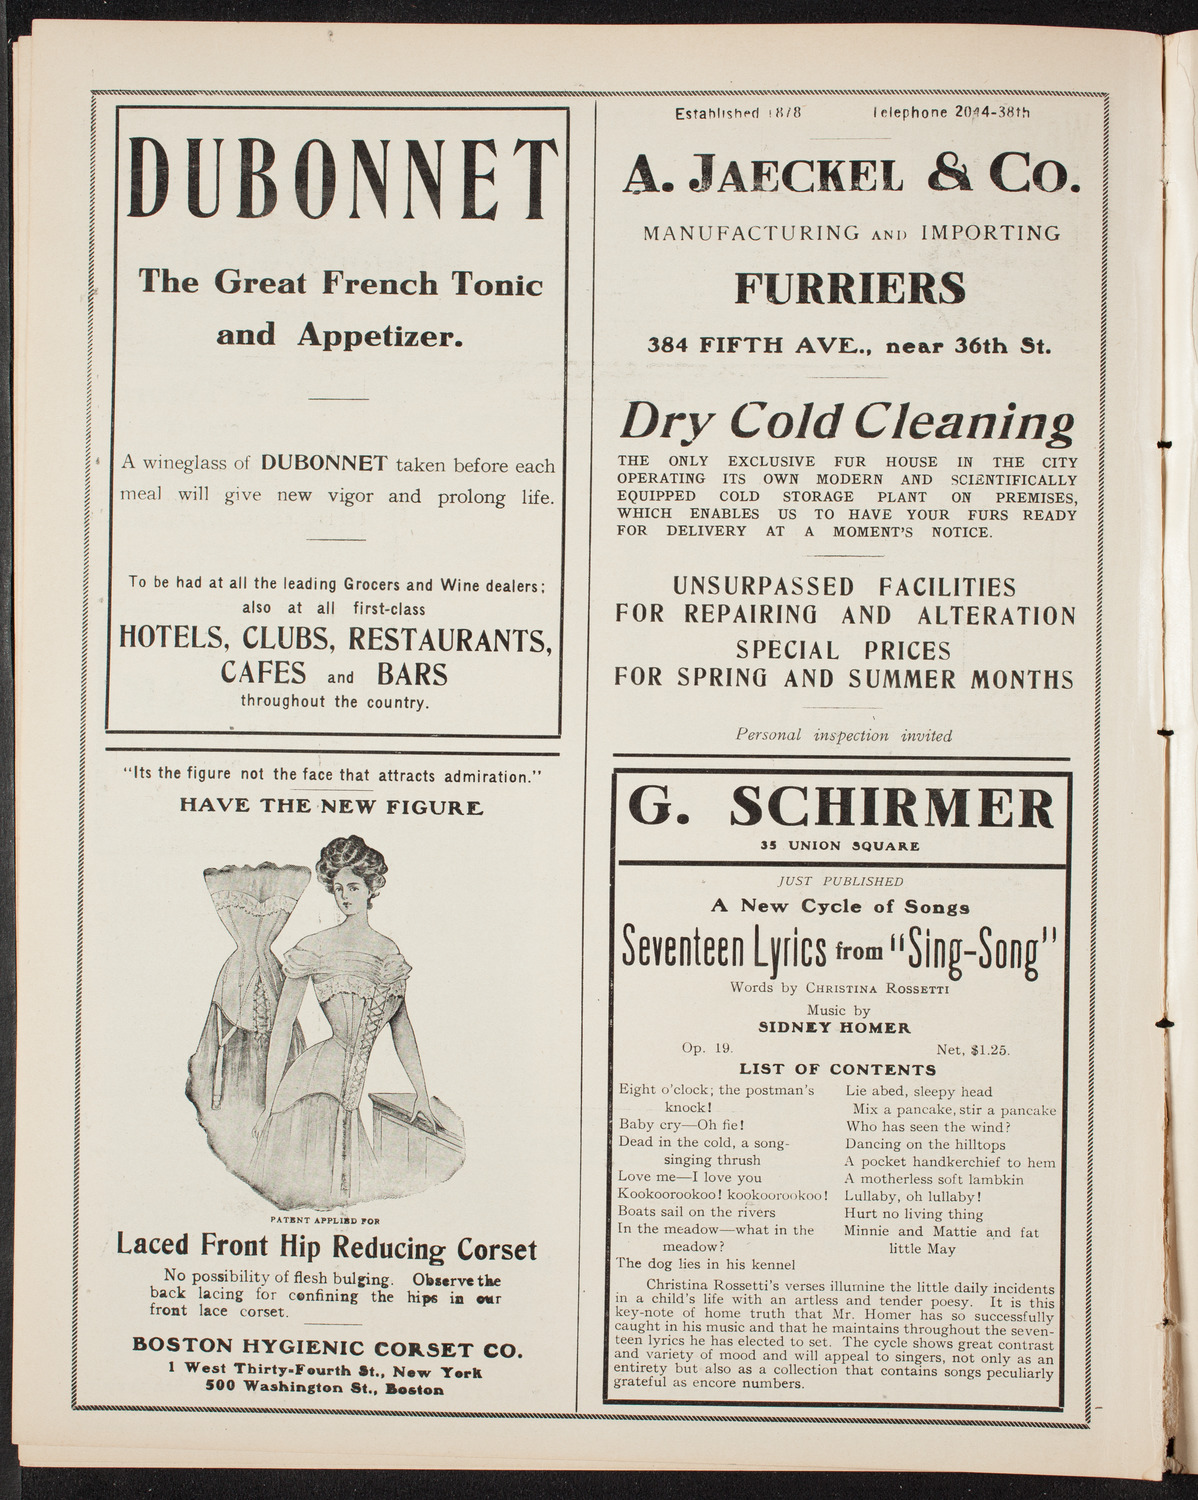 DUBONNET
The Great French Tonic
and Appetizer.
A wineglass of DUBONNET taken before each
meal will give new vigor and prolong life.
To be had at all the leading Grocers and Wine dealers;
also at all first-class
HOTELS, CLUBS, RESTAURANTS,
CAFES and BARS
throughout the country.
"Its the figure not the face that attracts admiration."
HAVE THE NEW FIGURE
PATENT APPLIED FOR
Laced Front Hip Reducing Corset
No possibility of flesh bulging. Observe the
back lacing for confining the hips in our
front lace corset.
BOSTON HYGIENIC CORSET CO.
1 West Thirty-Fourth St., New York
500 Washington St., Boston
Established 1878 Telephone 2044-38th
A. JAECKEL & CO.
MANUFACTURING AND IMPORTING
FURRIERS
384 FIFTH AVE., near 36th St.
Dry Cold Cleaning
THE ONLY EXCLUSIVE FUR HOUSE IN THE CITY
OPERATING ITS OWN MODERN AND SCIENTIFICALLY
EQUIPPED COLD STORAGE PLANT ON PREMISES,
WHICH ENABLES US TO HAVE YOUR FURS READY
FOR DELIVERY AT A MOMENT'S NOTICE.
UNSURPASSED FACILITIES
FOR REPAIRING AND ALTERATION
SPECIAL PRICES
FOR SPRING AND SUMMER MONTHS
Personal inspection invited
G. SCHIRMER
35 UNION SQUARE
JUST PUBLISHED
A New Cycle of Songs
Seventeen Lyrics from "Sing-Song"
Words by CHRISTINA ROSSETTI
Music by
SIDNEY HOMER
Op. 19. Net, $1.25.
LIST OF CONTENTS
Eight o'clock; the postman's
knock!
Baby cry—Oh fie!
Dead in the cold, a song-
singing thrush
Love me—I love you
Kookoorookoo! kookoorookoo!
Boats sail on the rivers
In the meadow—what in the
meadow?
The dog lies in his kennel
Lie abed, sleepy head
Mix a pancake, stir a pancake
Who has seen the wind?
Dancing on the hilltops
A pocket handkerchief to hem
A motherless soft lambkin
Lullaby, oh lullaby!
Hurt no living thing
Minnie and Mattie and fat
little May
Christina Rossetti's verses illumine the little daily incidents
in a child's life with an artless and tender poesy. It is this
key-note of home truth that Mr. Homer has so successfully
caught in his music and that he maintains throughout the seven-
teen lyrics he has elected to set. The cycle shows great contrast
and variety of mood and will appeal to singers, not only as an
entirety but also as a collection that contains songs peculiarly
grateful as encore numbers.